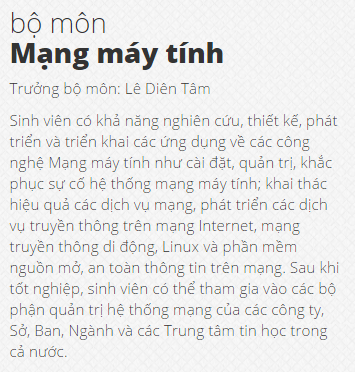 bộ môn
Mạng máy tính
Trưởng bộ môn: Lê Diên Tâm
Sinh viên có khả năng nghiên cứu, thiết kế, phát
triển và triển khai các ứng dụng về các công
nghệ Mạng máy tính như cài đặt, quản trị, khắc
phục sự cố hệ thống mạng máy tính; khai thác
hiệu quả các dịch vụ mạng, phát triển các dịch
vụ truyền thông trên mạng Internet, mạng
truyền thông di động, Linux và phần mềm
nguồn mở, an toàn thông tin trên mạng. Sau khi
tốt nghiệp, sinh viên có thể tham gia vào các bộ
phận quản trị hệ thống mạng của các công ty,
Sở, Ban, Ngành và các Trung tâm tin học trong
cả nước.